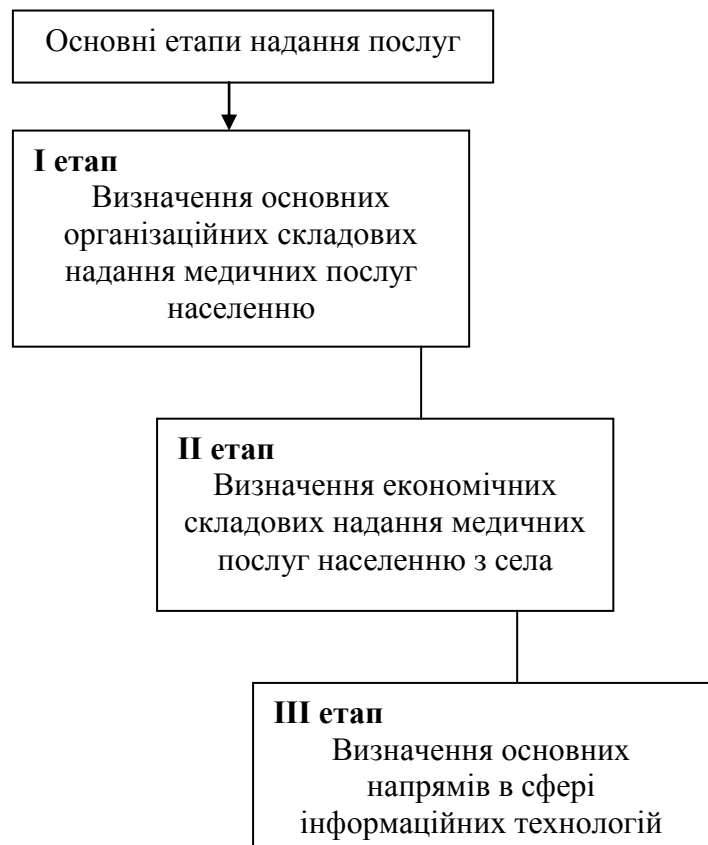 Основні етапи надання послуг
І етап
Визначення основних
організаційних складових
надання медичних послуг
населенню
ІІ етап
Визначення економічних
складових надання медичних
послуг населенню з села
ІІІ етап
Визначення основних
напрямів в сфері
інформаційних технологій